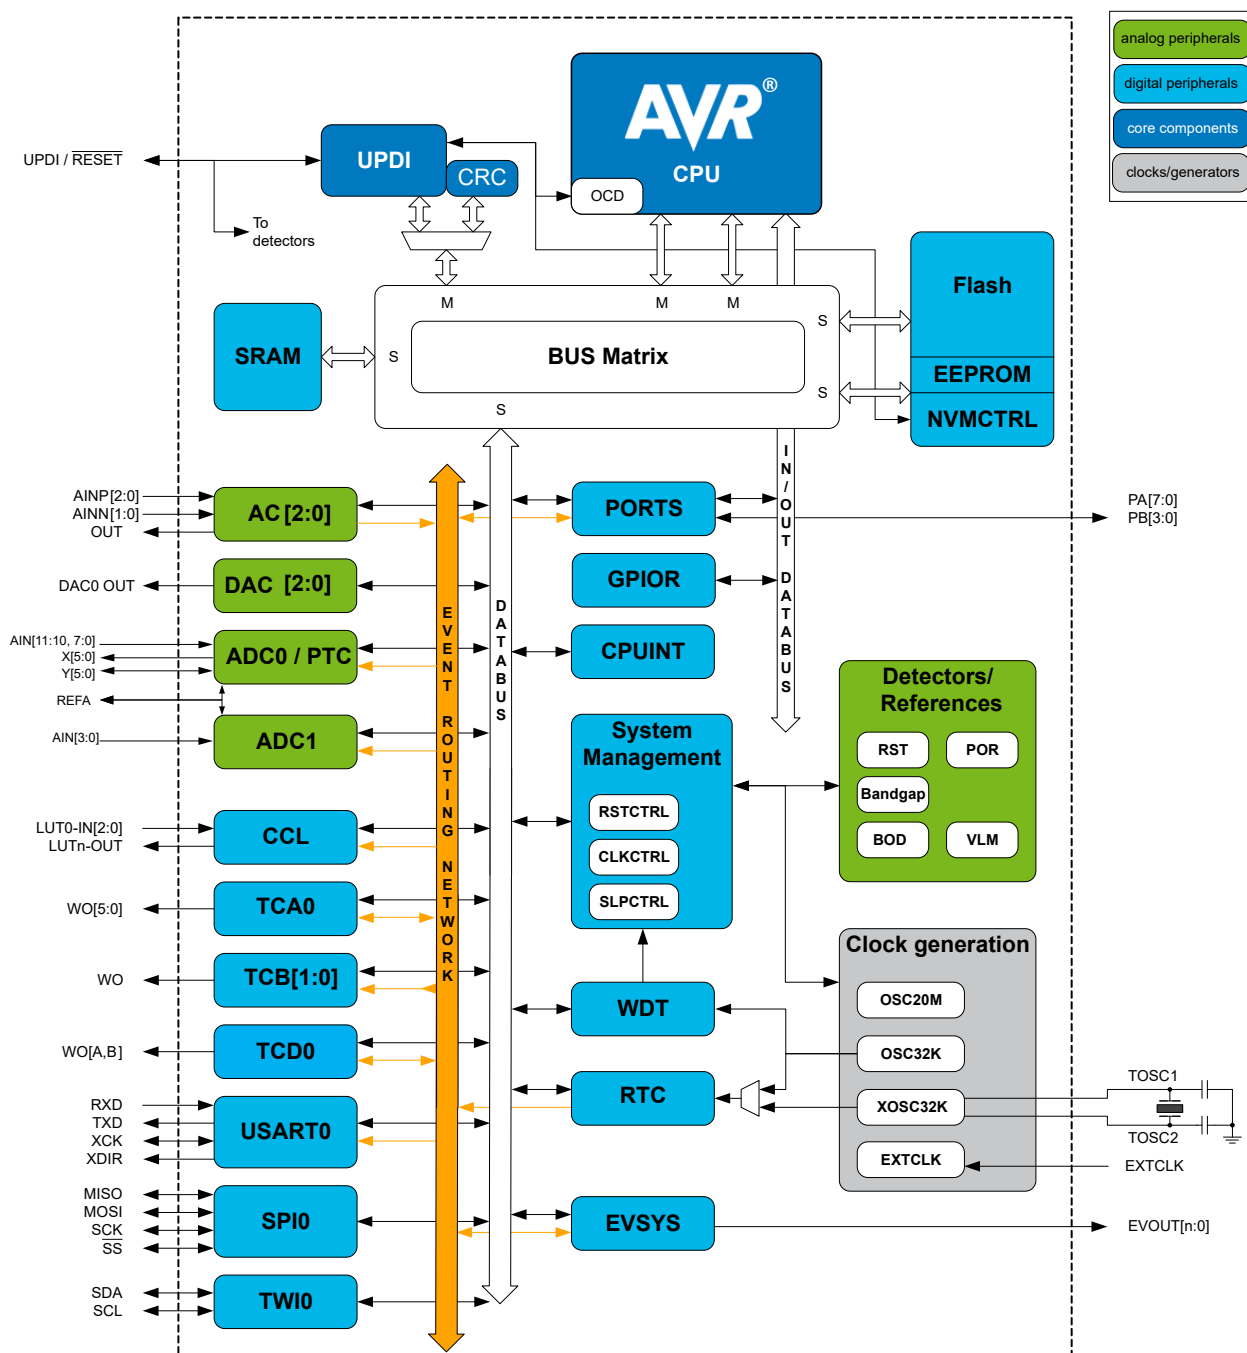 analog peripherals
digital peripherals
core components
clocks/generators
AVR®
CPU
OCD
UPDI / RESET
UPDI
CRC
To
detectors
M
M
M
Flash
EEPROM
NVMCTRL
SRAM
S
BUS Matrix
S
S
S
AINP[2:0]
AINN[1:0]
OUT
AC [2:0]
PORTS
PA[7:0]
PB[3:0]
DAC0 OUT
DAC [2:0]
GPIOR
AIN[11:10, 7:0]
X[5:0]
Y[5:0]
ADC0 / PTC
CPUINT
REFA
AIN[3:0]
ADC1
EVENT ROUTING NETWORK
DATABUS
IN/OUT DATABUS
System
Management
RSTCTRL
CLKCTRL
SLPCTRL
Detectors/
References
RST
POR
Bandgap
BOD
VLM
LUT0-IN[2:0]
LUTn-OUT
CCL
WO[5:0]
TCA0
WO
TCB[1:0]
WDT
Clock generation
OSC20M
OSC32K
XOSC32K
EXTCLK
WO[A,B]
TCD0
RTC
TOSC1
TOSC2
EXTCLK
RXD
TXD
XCK
XDIR
USART0
MISO
MOSI
SCK
SS
SPI0
EVSYS
EVOUT[n:0]
SDA
SCL
TWI0